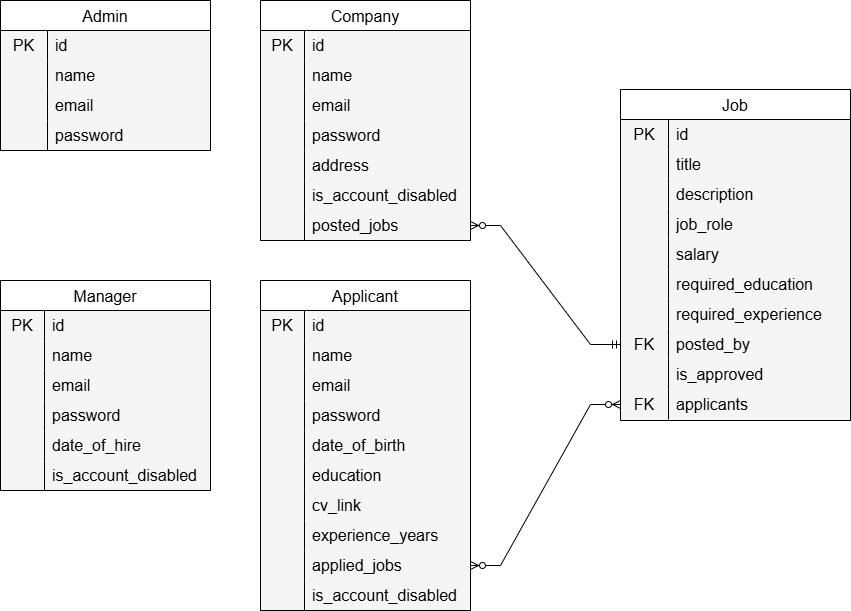 Admin
PK id
name
email
password
Company
PK id
name
email
password
address
is_account_disabled
posted_jobs
Job
PK id
title
description
job_role
salary
required_education
required_experience
FK posted_by
is_approved
FK applicants
Manager
PK id
name
email
password
date_of_hire
is_account_disabled
Applicant
PK id
name
email
password
date_of_birth
education
cv_link
experience_years
applied_jobs
is_account_disabled